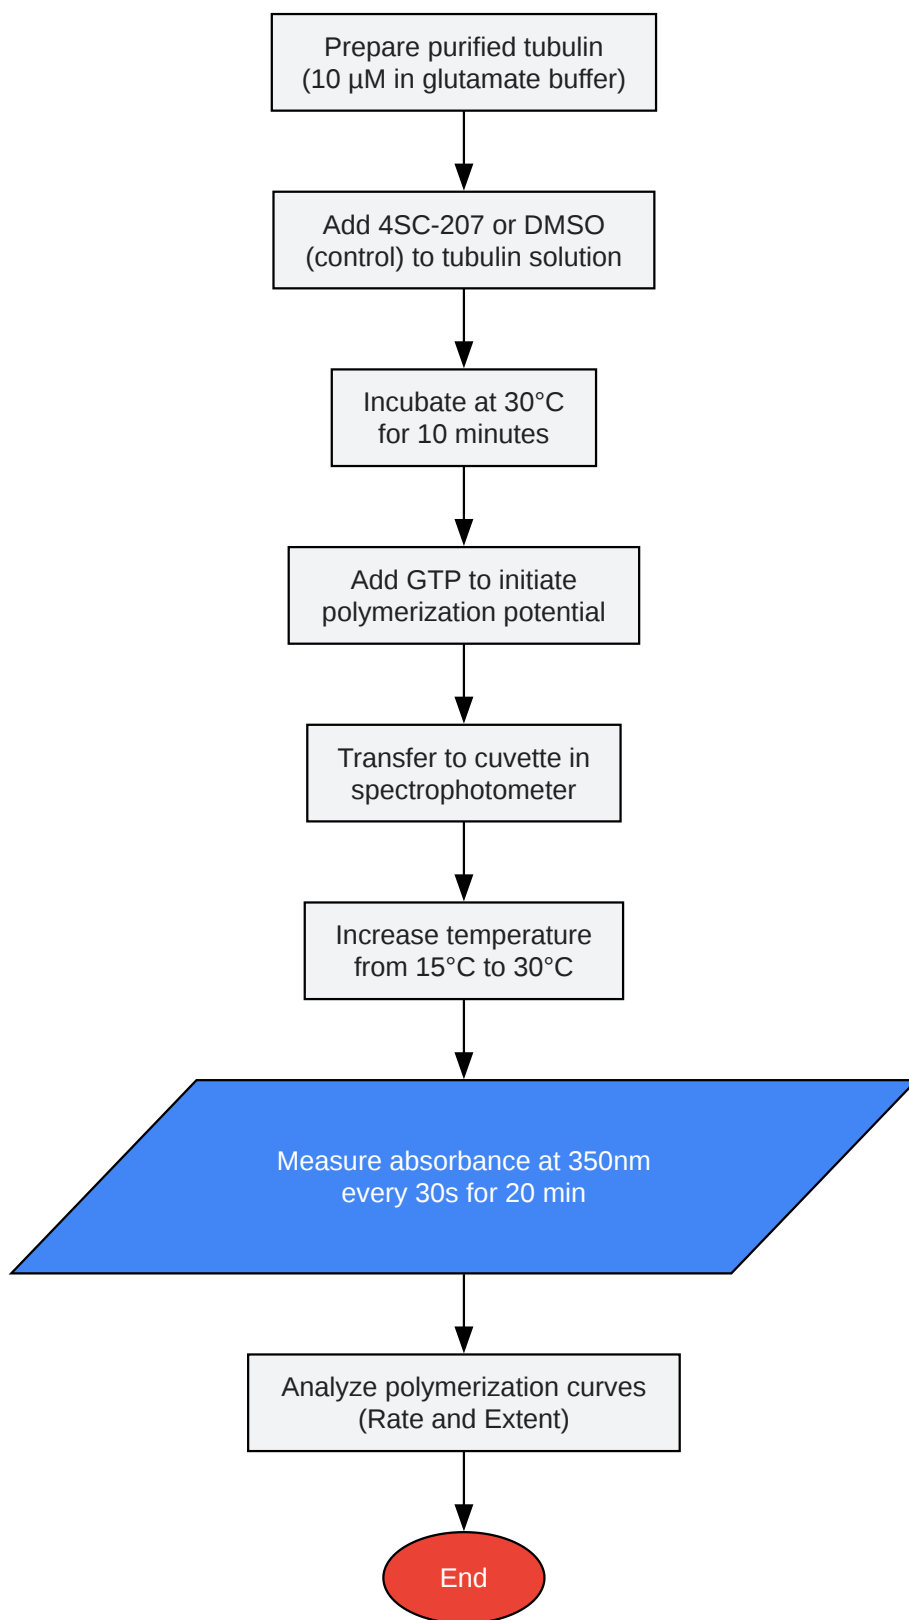 Prepare purified tubulin
(10 µM in glutamate buffer)
Add 4SC-207 or DMSO
(control) to tubulin solution
Incubate at 30°C
for 10 minutes
Add GTP to initiate
polymerization potential
Transfer to cuvette in
spectrophotometer
Increase temperature
from 15°C to 30°C
Measure absorbance at 350nm
every 30s for 20 min
Analyze polymerization curves
(Rate and Extent)
End